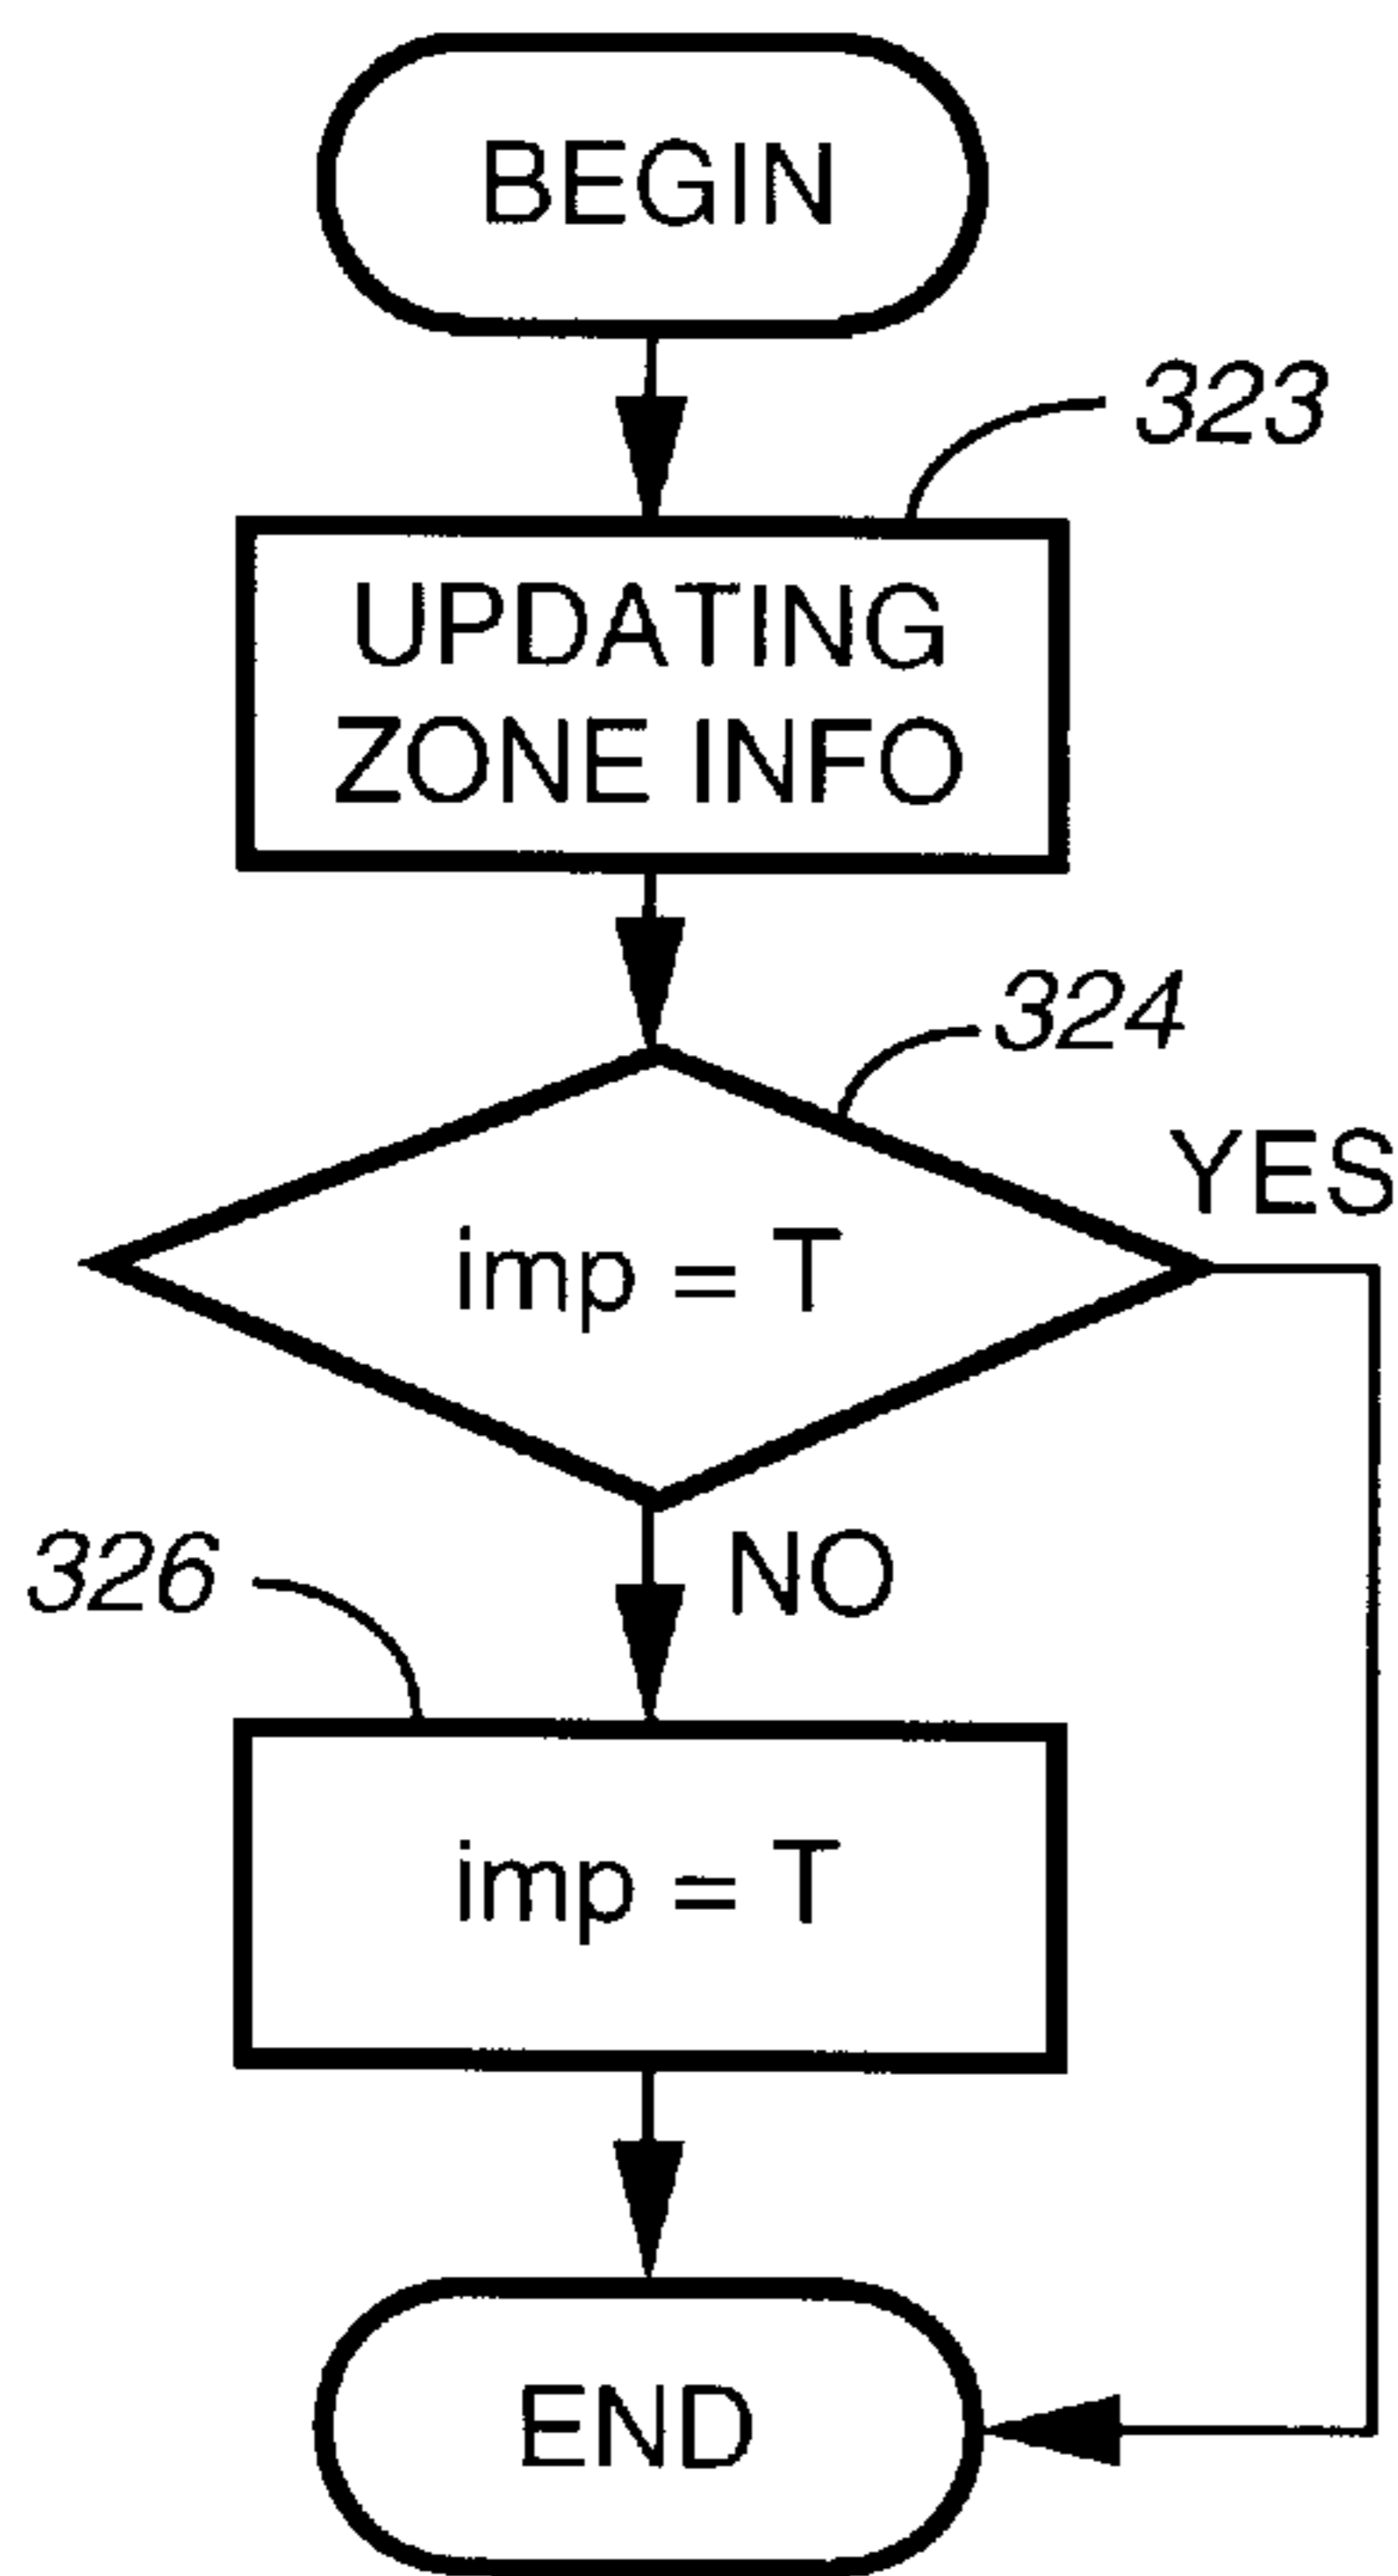 BEGIN
323
UPDATING
ZONE INFO
324
YES
imp = T
326
NO
imp = T
END